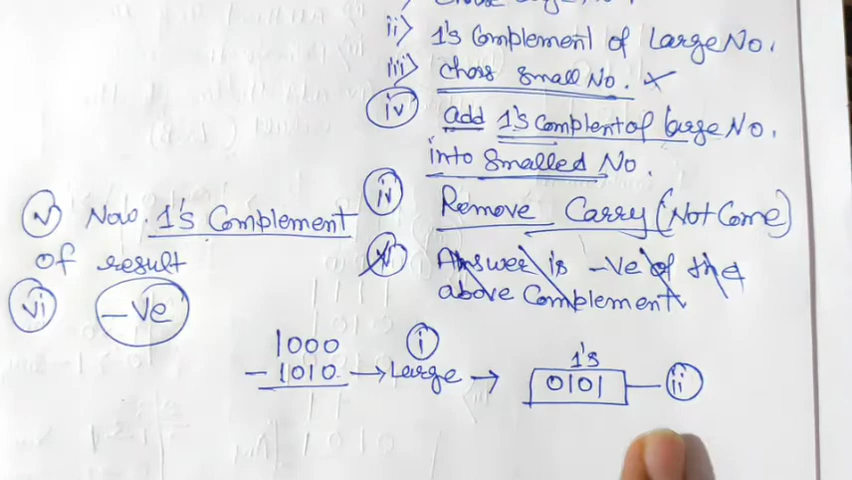 ii> 1's Complement of Large No.
iii> choss small No. ×
iv add 1's Complent of large No.
into Smalled No.
iv Remove Carry (Not Come)
v Now. 1's Complement
of result
v Answer is -Ve of the
above Complement
vi -ve
1000 i
- 1010 → Large → 1's 0101 — ii